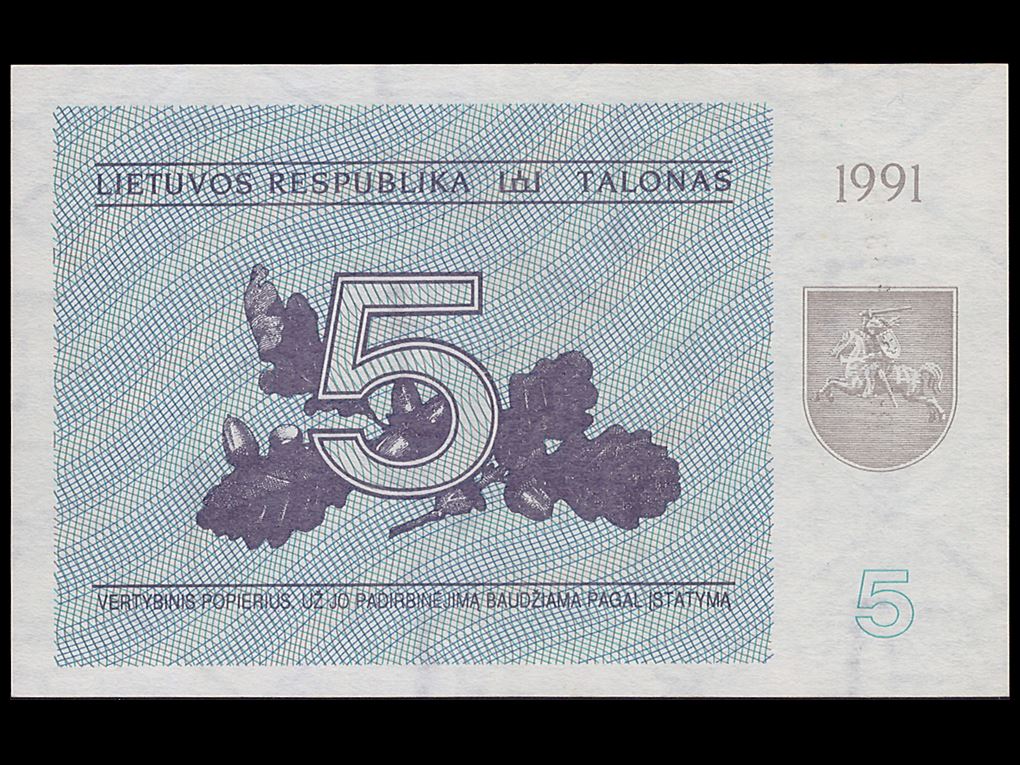 LIETUVOS RESPUBLIKA TALONAS
1991
5
VERTYBINIS POPIERIUS. UŽ JO PADIRBINĖJIMĄ BAUDŽIAMA PAGAL ĮSTATYMĄ
5